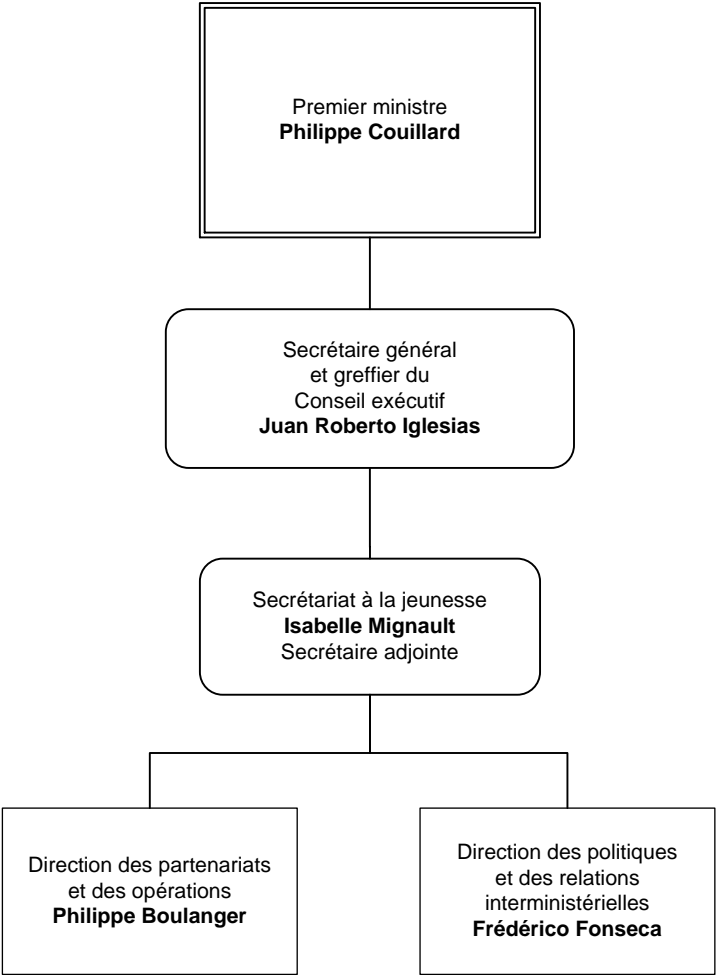 Premier ministre
Philippe Couillard
Secrétaire général
et greffier du
Conseil exécutif
Juan Roberto Iglesias
Secrétariat à la jeunesse
Isabelle Mignault
Secrétaire adjointe
Direction des partenariats
et des opérations
Philippe Boulanger
Direction des politiques
et des relations
interministérielles
Frédérico Fonseca